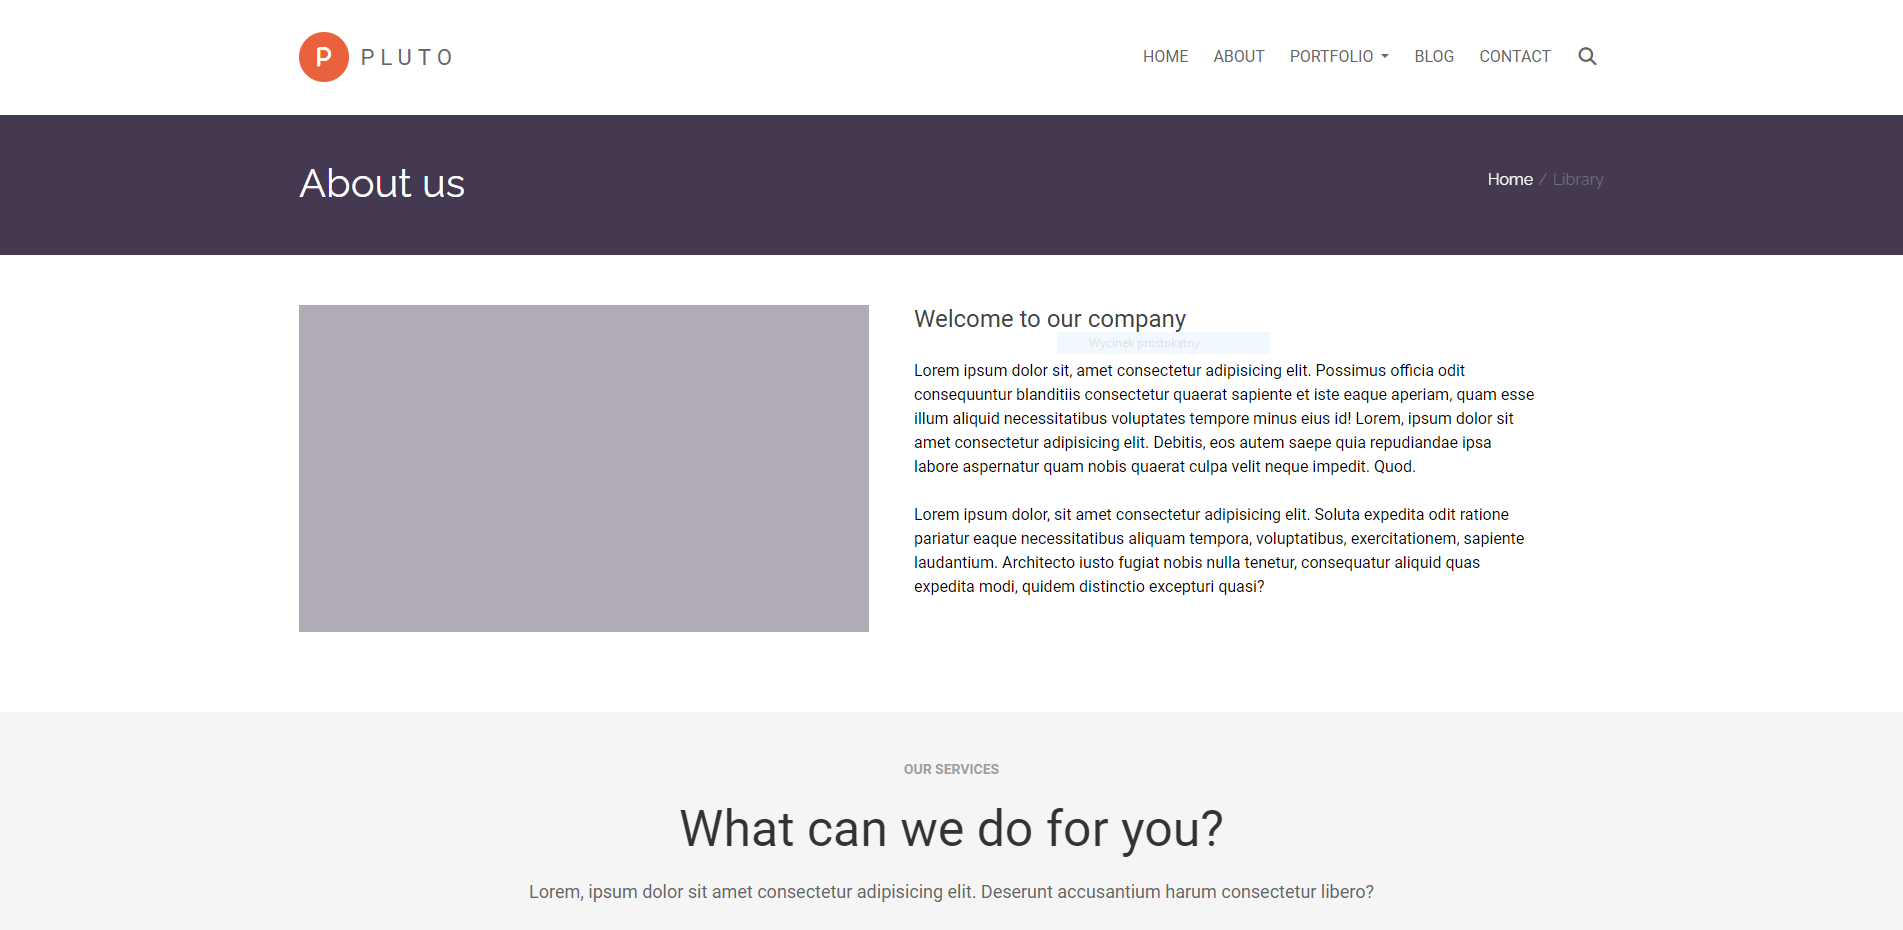 P PLUTO
HOME ABOUT PORTFOLIO BLOG CONTACT
About us
Home / Library
Welcome to our company
Wycinek prostokątny
Lorem ipsum dolor sit, amet consectetur adipisicing elit. Possimus officia odit
consequuntur blanditiis consectetur quaerat sapiente et iste eaque aperiam, quam esse
illum aliquid necessitatibus voluptates tempore minus eius id! Lorem, ipsum dolor sit
amet consectetur adipisicing elit. Debitis, eos autem saepe quia repudiandae ipsa
labore aspernatur quam nobis quaerat culpa velit neque impedit. Quod.
Lorem ipsum dolor, sit amet consectetur adipisicing elit. Soluta expedita odit ratione
pariatur eaque necessitatibus aliquam tempora, voluptatibus, exercitationem, sapiente
laudantium. Architecto iusto fugiat nobis nulla tenetur, consequatur aliquid quas
expedita modi, quidem distinctio excepturi quasi?
OUR SERVICES
What can we do for you?
Lorem, ipsum dolor sit amet consectetur adipisicing elit. Deserunt accusantium harum consectetur libero?